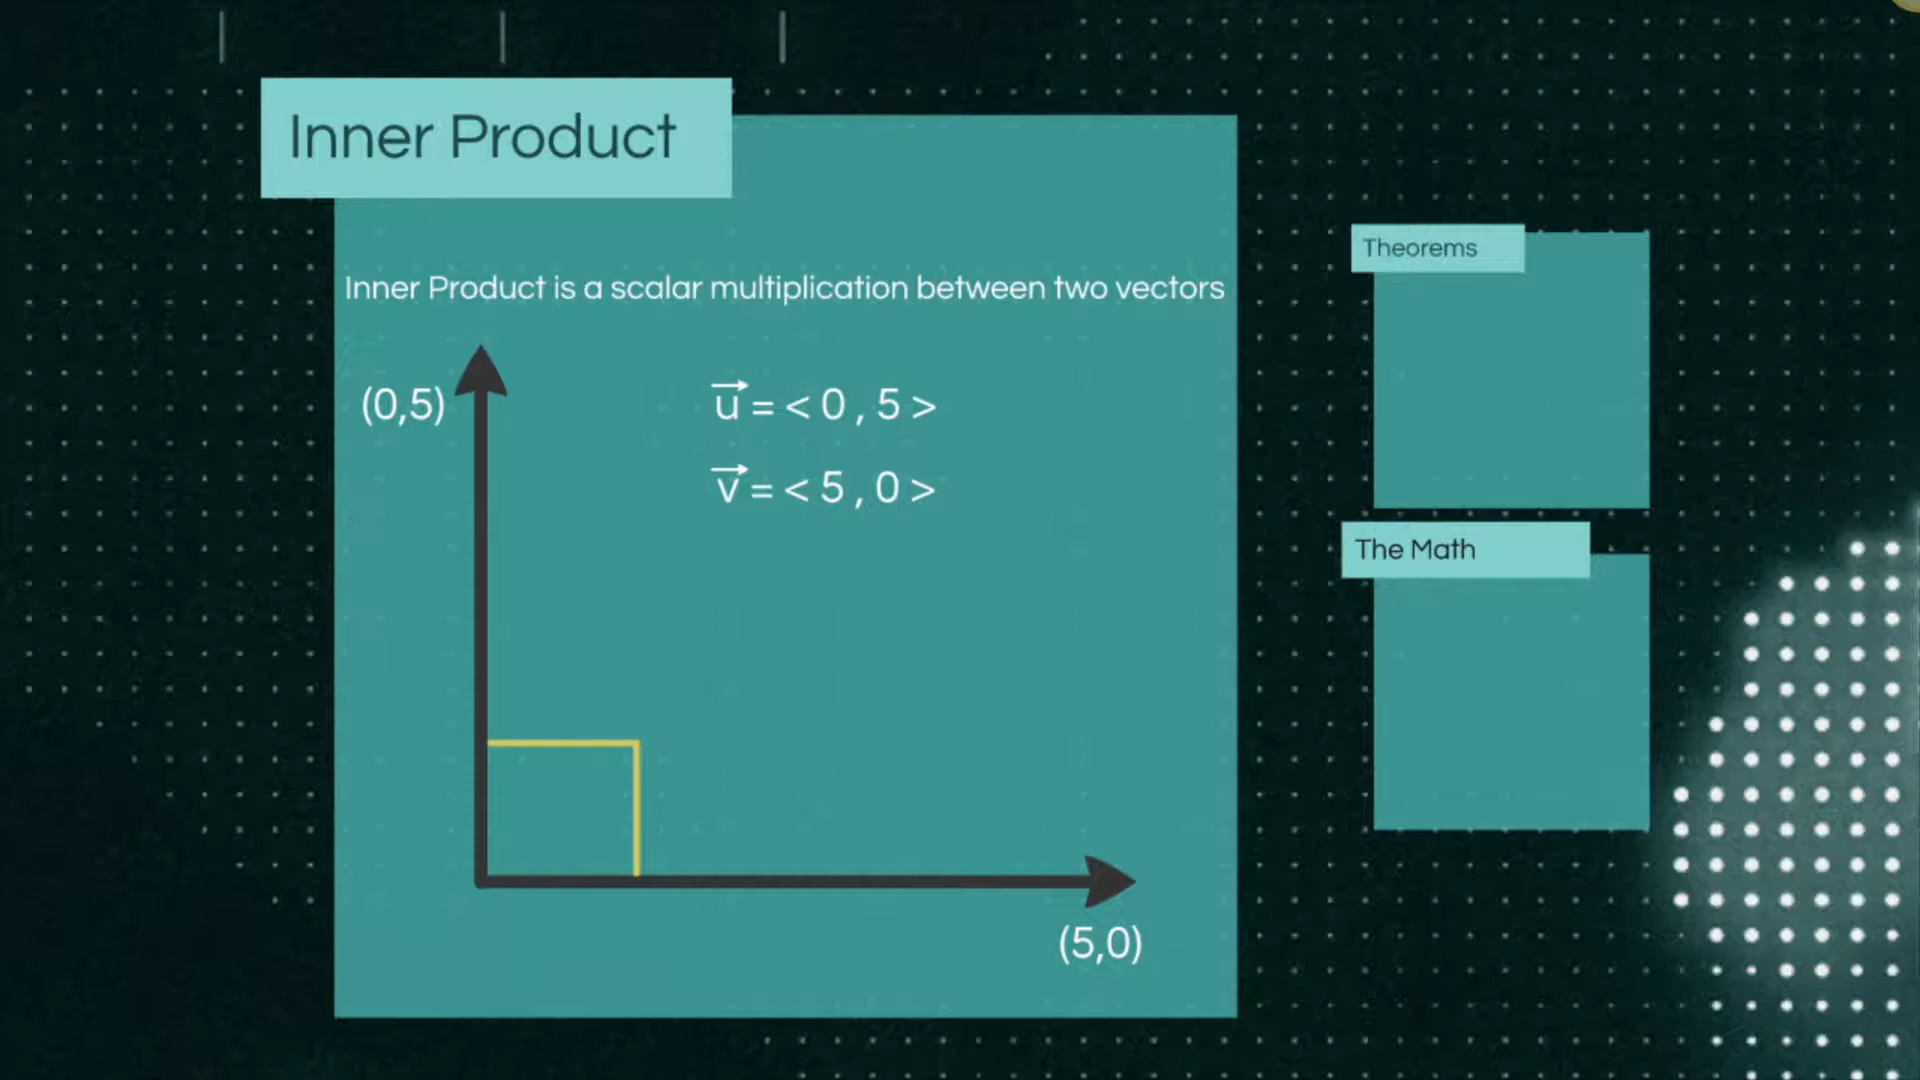 Inner Product
Inner Product is a scalar multiplication between two vectors
(0,5)
u⃗ = < 0 , 5 >
v⃗ = < 5 , 0 >
(5,0)
Theorems
The Math